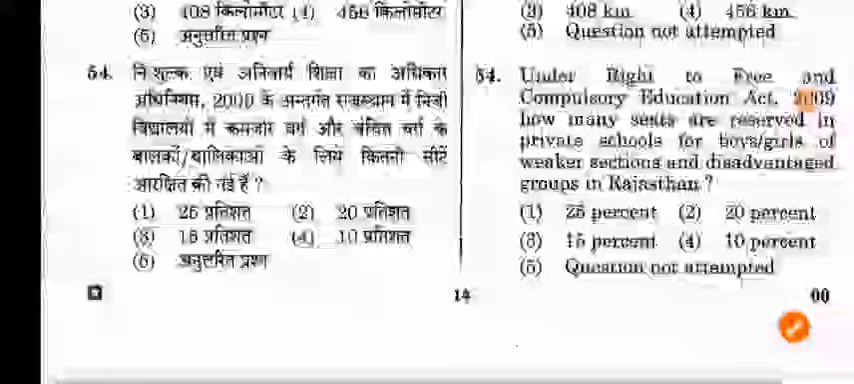 (3) 408 किलोमीटर (4) 456 किलोमीटर
(5) अनुत्तरित प्रश्न
54. निःशुल्क एवं अनिवार्य शिक्षा का अधिकार
अधिनियम, 2009 के अन्तर्गत राजस्थान में निजी
विद्यालयों में कमजोर वर्ग और वंचित वर्ग के
बालकों/बालिकाओं के लिये कितनी सीटें
आरक्षित की गई हैं ?
(1) 25 प्रतिशत (2) 20 प्रतिशत
(3) 15 प्रतिशत (4) 10 प्रतिशत
(5) अनुत्तरित प्रश्न
(3) 408 km (4) 456 km
(5) Question not attempted
54. Under Right to Free and
Compulsory Education Act, 2009
how many seats are reserved in
private schools for boys/girls of
weaker sections and disadvantaged
groups in Rajasthan ?
(1) 25 percent (2) 20 percent
(3) 15 percent (4) 10 percent
(5) Question not attempted
14
00